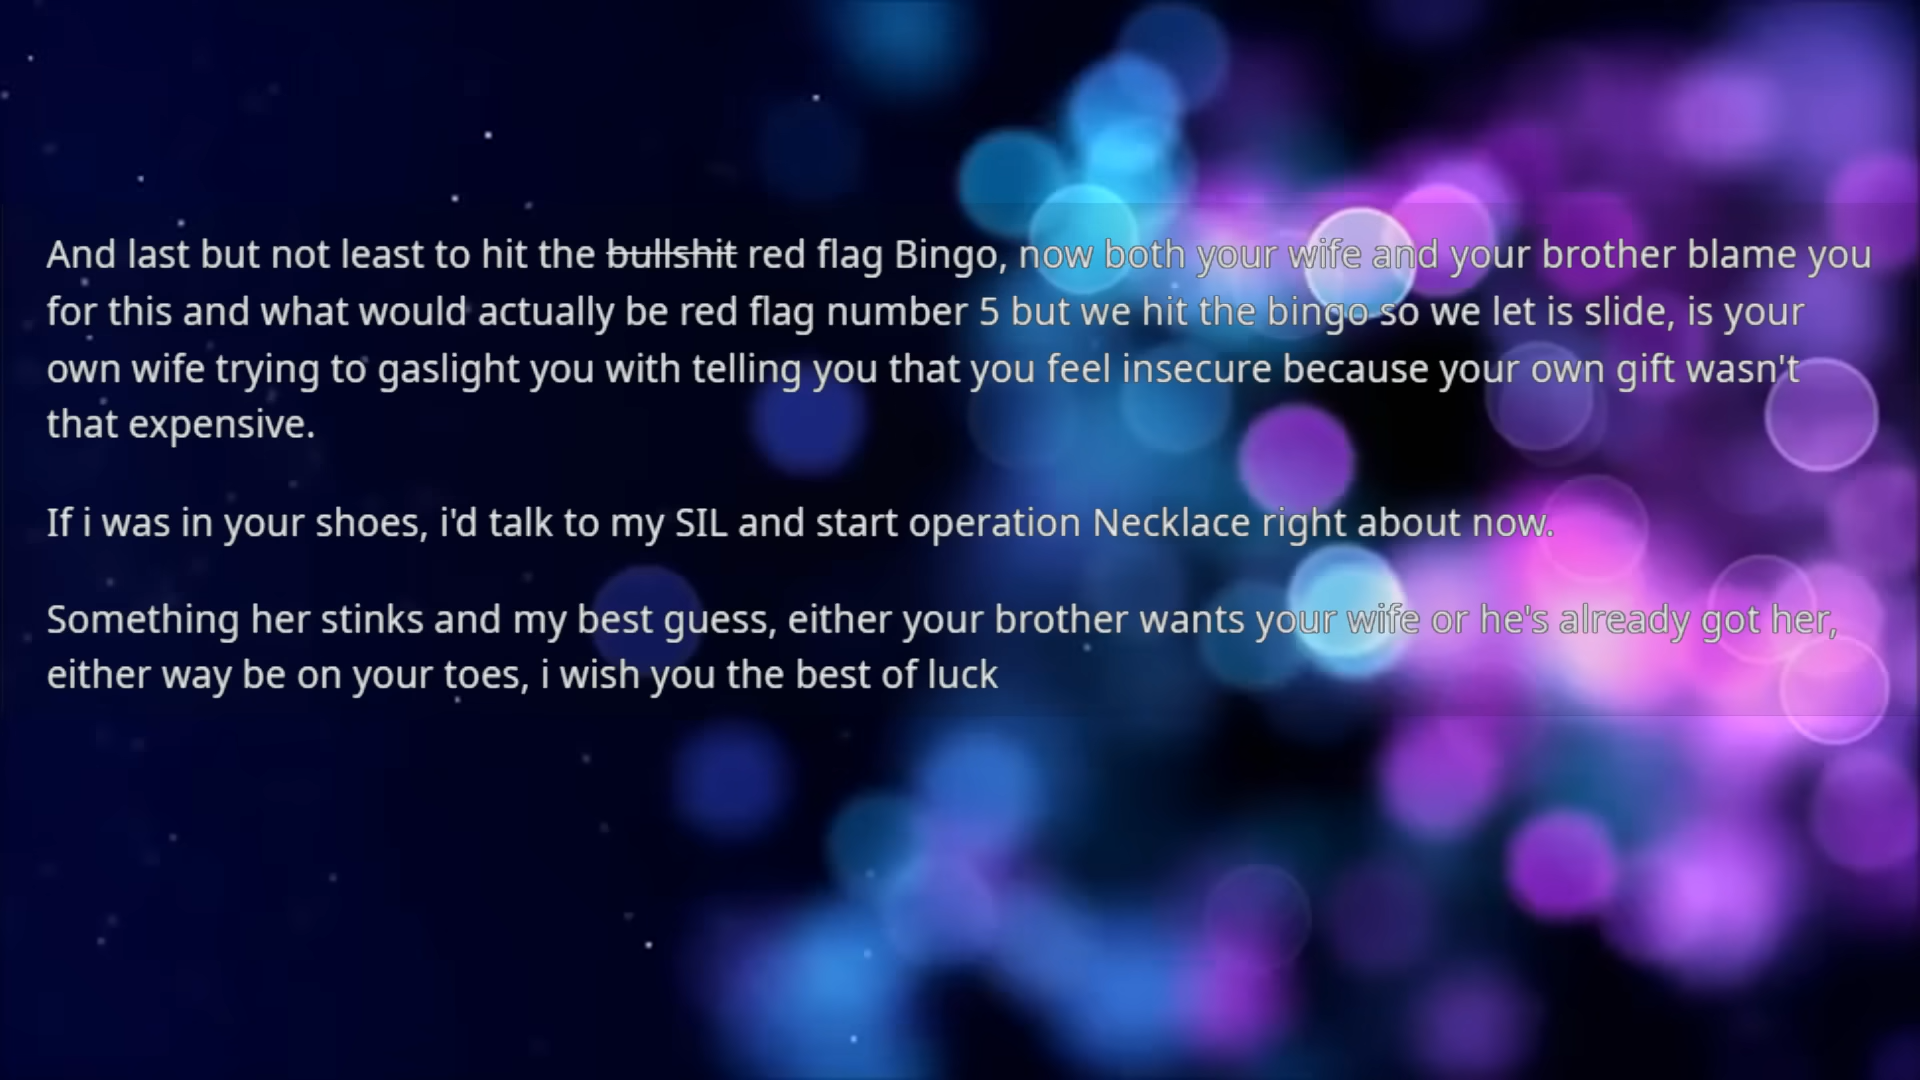 And last but not least to hit the bullshit red flag Bingo, now both your wife and your brother blame you
for this and what would actually be red flag number 5 but we hit the bingo so we let is slide, is your
own wife trying to gaslight you with telling you that you feel insecure because your own gift wasn't
that expensive.
If i was in your shoes, i'd talk to my SIL and start operation Necklace right about now.
Something her stinks and my best guess, either your brother wants your wife or he's already got her,
either way be on your toes, i wish you the best of luck